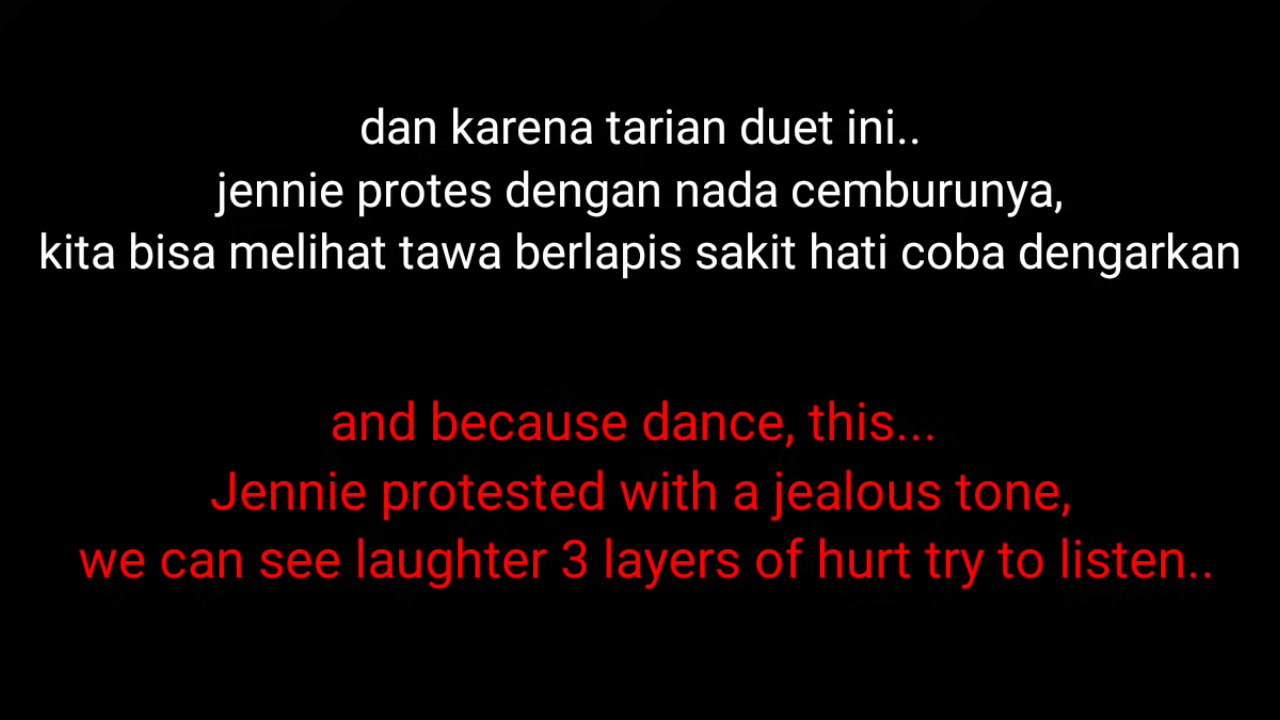 dan karena tarian duet ini..
jennie protes dengan nada cemburunya,
kita bisa melihat tawa berlapis sakit hati coba dengarkan
and because dance, this...
Jennie protested with a jealous tone,
we can see laughter 3 layers of hurt try to listen..